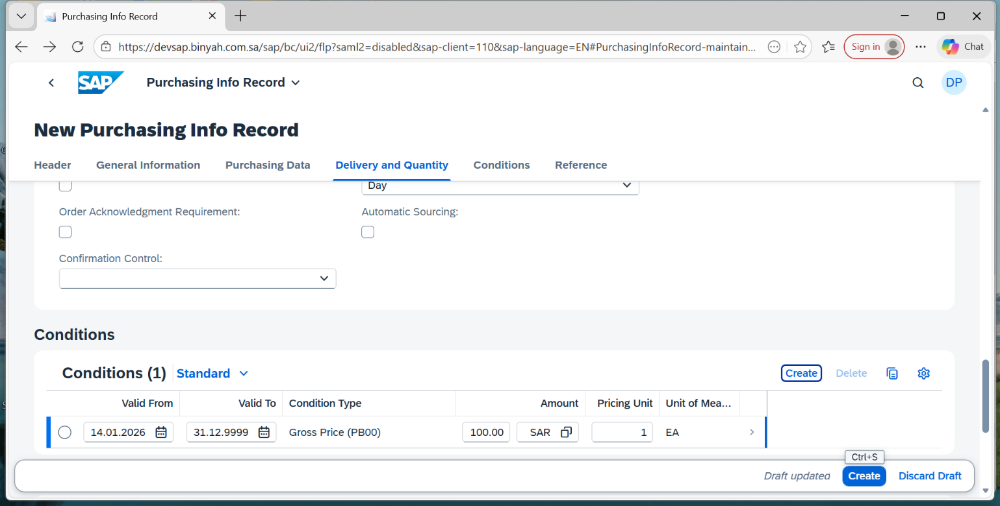 Purchasing Info Record
https://devsap.binyah.com.sa/sap/bc/ui2/flp?saml2=disabled&sap-client=110&sap-language=EN#PurchasingInfoRecord-maintain...
Sign in
Chat
SAP
Purchasing Info Record
DP
New Purchasing Info Record
Header General Information Purchasing Data Delivery and Quantity Conditions Reference
Day
Order Acknowledgment Requirement: Automatic Sourcing:
Confirmation Control:
Conditions
Conditions (1) Standard Create Delete
Valid From Valid To Condition Type Amount Pricing Unit Unit of Mea...
14.01.2026 31.12.9999 Gross Price (PB00) 100.00 SAR 1 EA
Ctrl+S
Draft updated Create Discard Draft